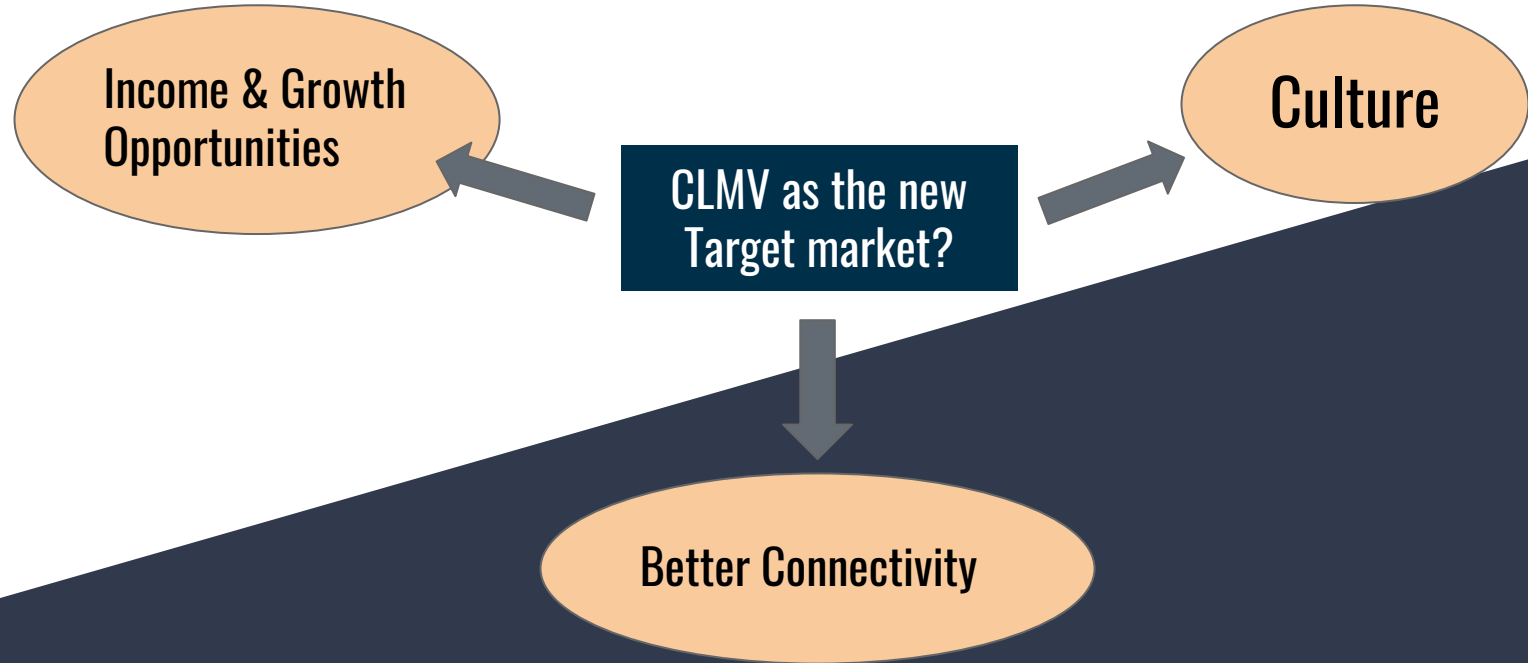 Income & Growth
Opportunities
Culture
CLMV as the new
Target market?
Better Connectivity